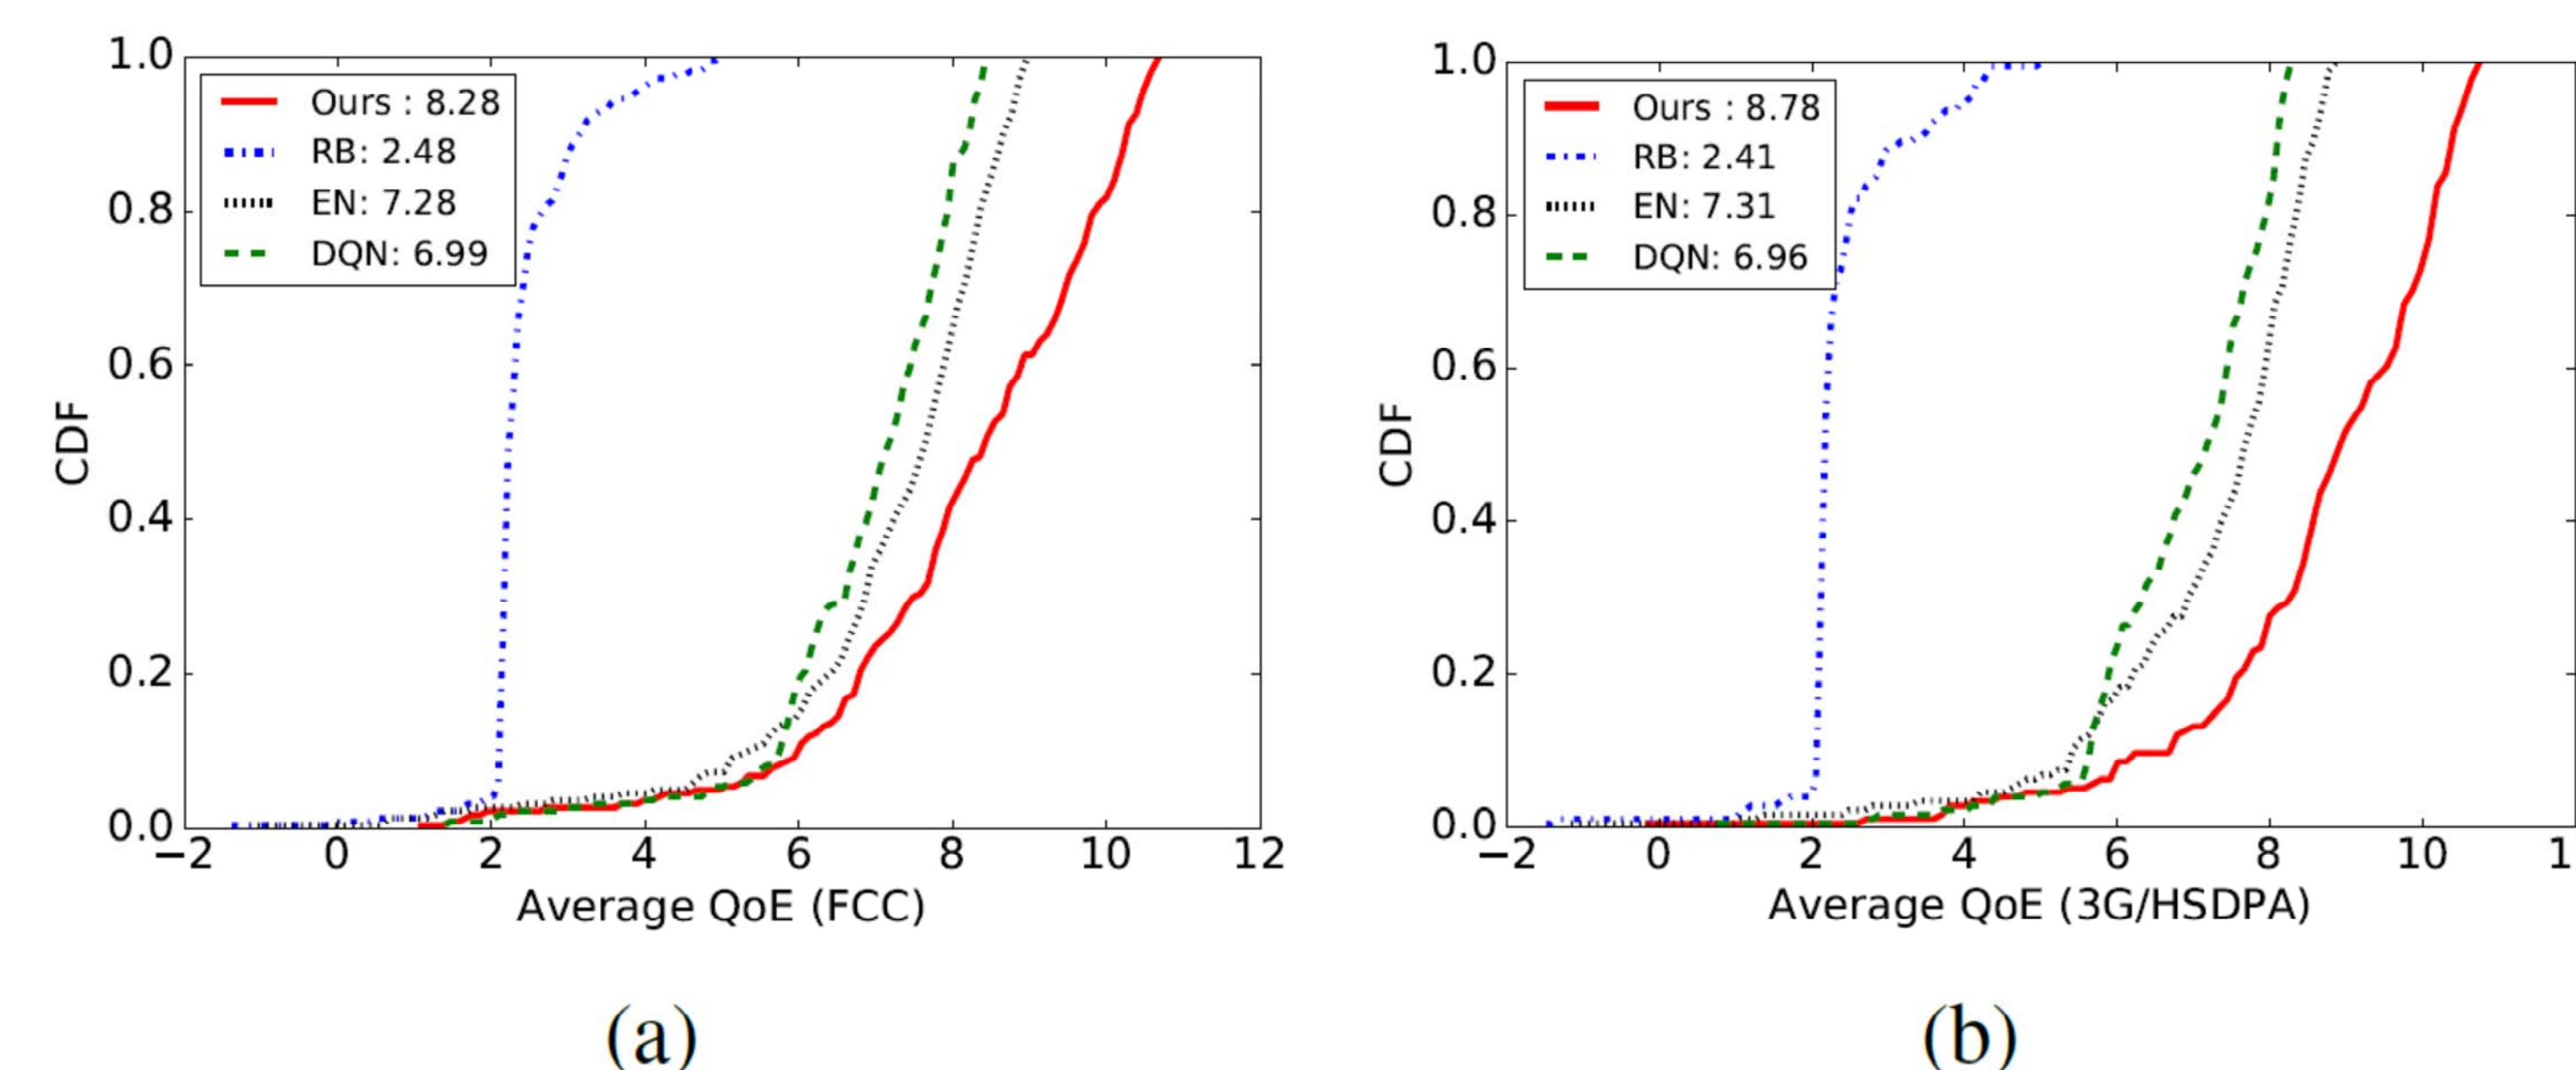 1.0
0.8
0.6
0.4
0.2
0.0
CDF
Ours : 8.28
RB: 2.48
EN: 7.28
DQN: 6.99
−2 0 2 4 6 8 10 12
Average QoE (FCC)
(a)
1.0
0.8
0.6
0.4
0.2
0.0
CDF
Ours : 8.78
RB: 2.41
EN: 7.31
DQN: 6.96
−2 0 2 4 6 8 10 1
Average QoE (3G/HSDPA)
(b)